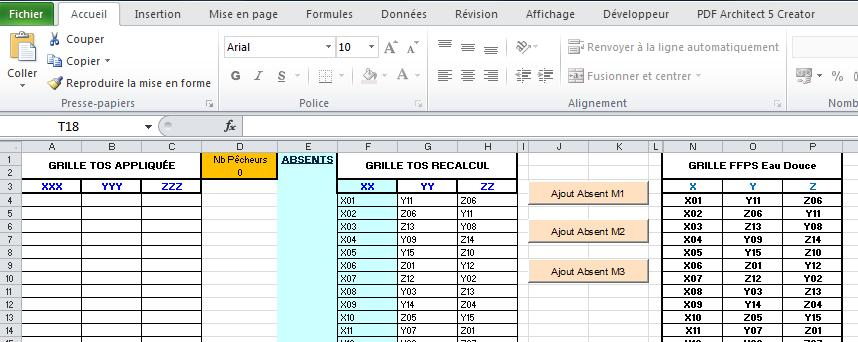 Fichier Accueil Insertion Mise en page Formules Données Révision Affichage Développeur PDF Architect 5 Creator
Coller
Couper
Copier
Reproduire la mise en forme
Presse-papiers
Arial 10 A A
G I S A
Police
Alignement
Renvoyer à la ligne automatiquement
Fusionner et centrer
%
Nomb
T18 fx
A B C D E F G H I J K L N O P
1 GRILLE TOS APPLIQUÉE Nb Pêcheurs ABSENTS GRILLE TOS RECALCUL GRILLE FFPS Eau Douce
2 0
3 XXX YYY ZZZ XX YY ZZ Ajout Absent M1 X Y Z
4 X01 Y11 Z06 X01 Y11 Z06
5 X02 Z06 Y11 X02 Z06 Y11
6 X03 Z13 Y08 Ajout Absent M2 X03 Z13 Y08
7 X04 Y09 Z14 X04 Y09 Z14
8 X05 Y15 Z10 X05 Y15 Z10
9 X06 Z01 Y12 Ajout Absent M3 X06 Z01 Y12
10 X07 Z12 Y02 X07 Z12 Y02
11 X08 Y03 Z13 X08 Y03 Z13
12 X09 Y14 Z04 X09 Y14 Z04
13 X10 Z05 Y15 X10 Z05 Y15
14 X11 Y07 Z01 X11 Y07 Z01